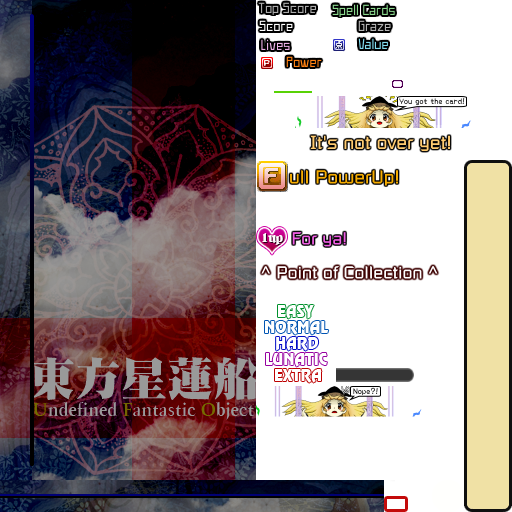 Top Score
Spell Cards
Score
Graze
Lives
Value
P Power
You got the card!
It's not over yet!
Full PowerUp!
1up For ya!
^ Point of Collection ^
EASY
NORMAL
HARD
LUNATIC
EXTRA
東方星蓮船
Undefined Fantastic Object
Nope?!